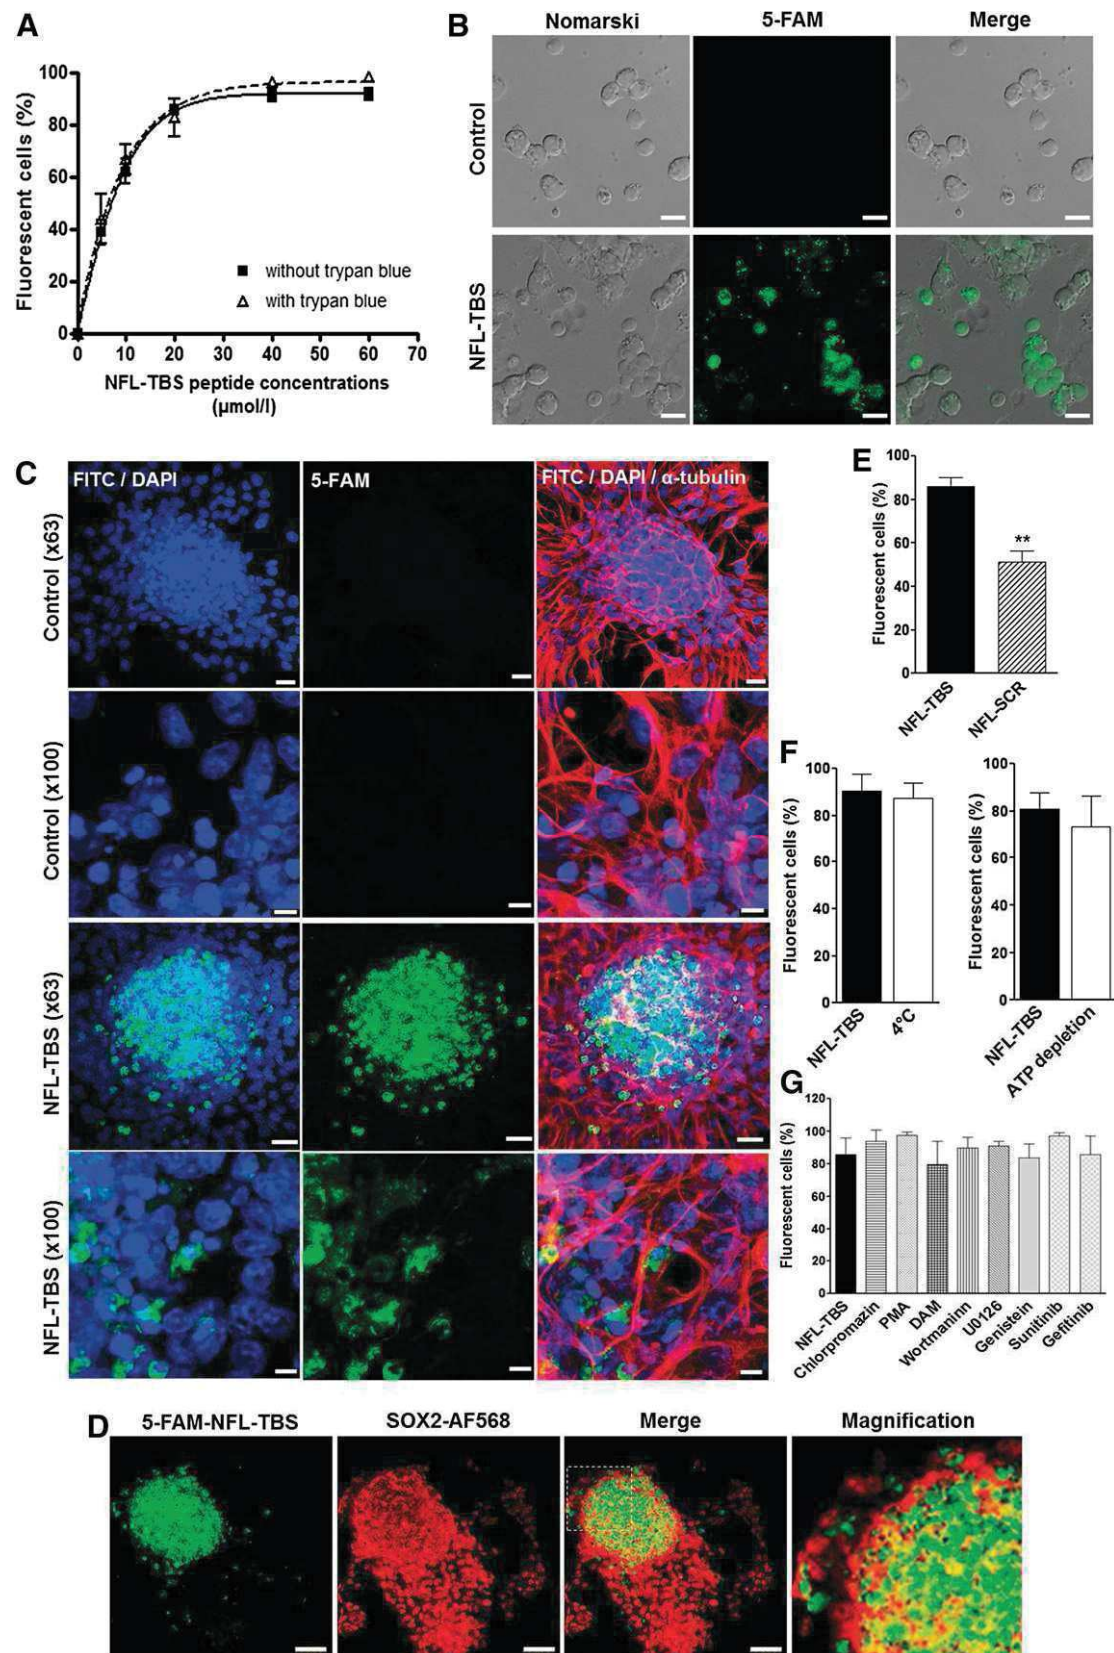 A
Fluorescent cells (%)
100
80
60
40
20
0
0 10 20 30 40 50 60 70
without trypan blue
with trypan blue
NFL-TBS peptide concentrations
(µmol/l)
B
Nomarski 5-FAM Merge
Control
NFL-TBS
C
FITC / DAPI 5-FAM FITC / DAPI / α-tubulin
Control (x63)
Control (x100)
NFL-TBS (x63)
NFL-TBS (x100)
E
Fluorescent cells (%)
100
80
60
40
20
0
**
NFL-TBS NFL-SCR
F
Fluorescent cells (%)
100
80
60
40
20
0
NFL-TBS 4°C
Fluorescent cells (%)
100
80
60
40
20
0
NFL-TBS ATP depletion
G
Fluorescent cells (%)
120
100
80
60
40
20
0
NFL-TBS Chlorpromazin PMA DAM Wortmaninn U0126 Genistein Sunitinib Gefitinib
D
5-FAM-NFL-TBS SOX2-AF568 Merge Magnification